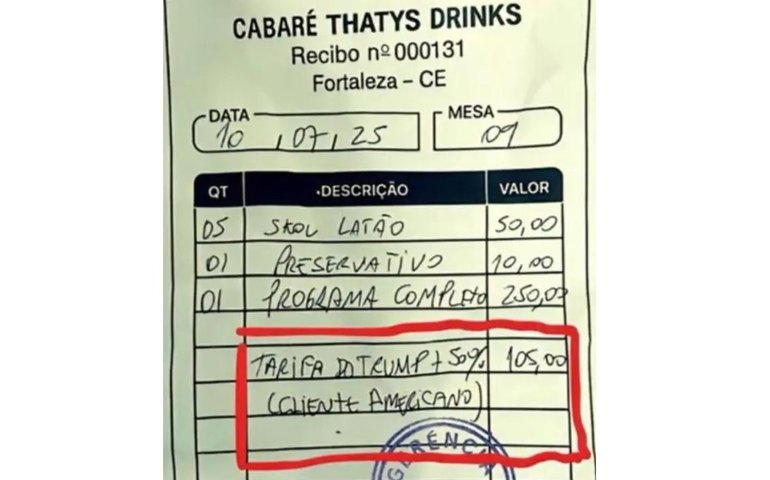 CABARÉ THATYS DRINKS
Recibo nº 000131
Fortaleza – CE
DATA MESA
10 , 07 , 25 09
QT •DESCRIÇÃO VALOR
05 SKOL LATÃO 50,00
01 PRESERVATIVO 10,00
01 PROGRAMA COMPLETO 250,00
TARIFA DO TRUMP + 50% 105,00
(CLIENTE AMERICANO)
GERÊNCIA